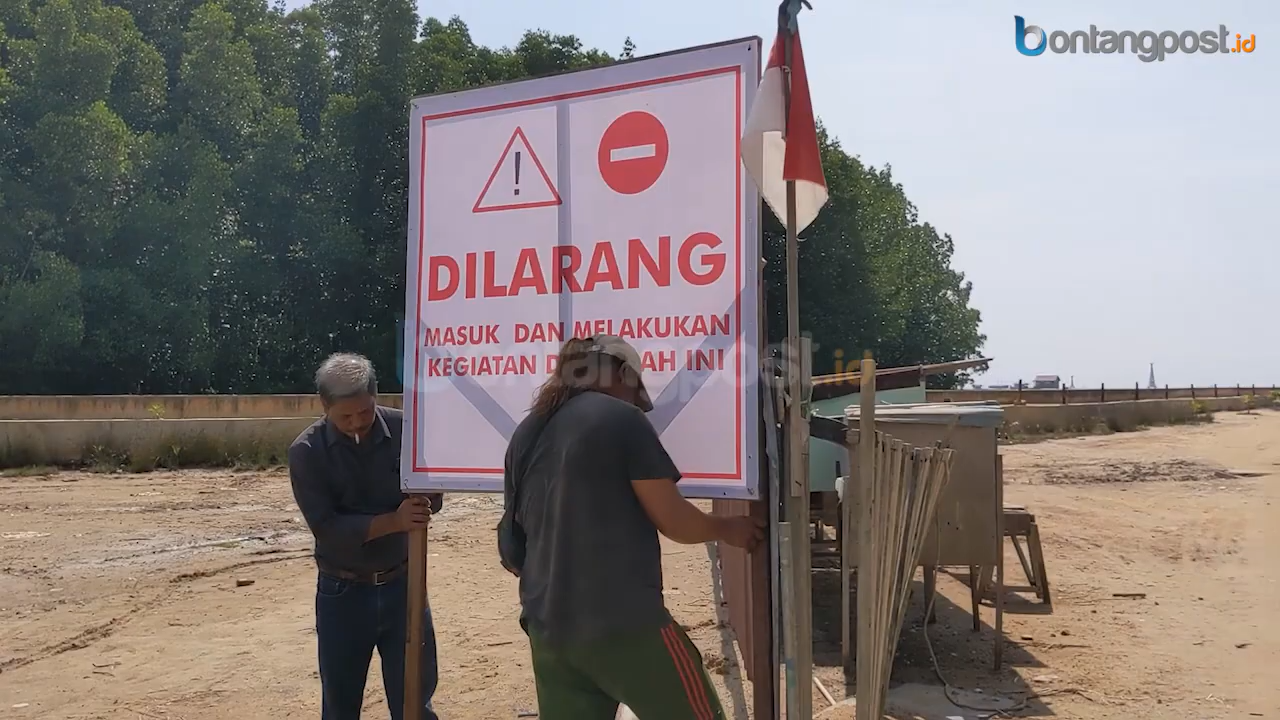 bontangpost.id
DILARANG
MASUK DAN MELAKUKAN
KEGIATAN INI